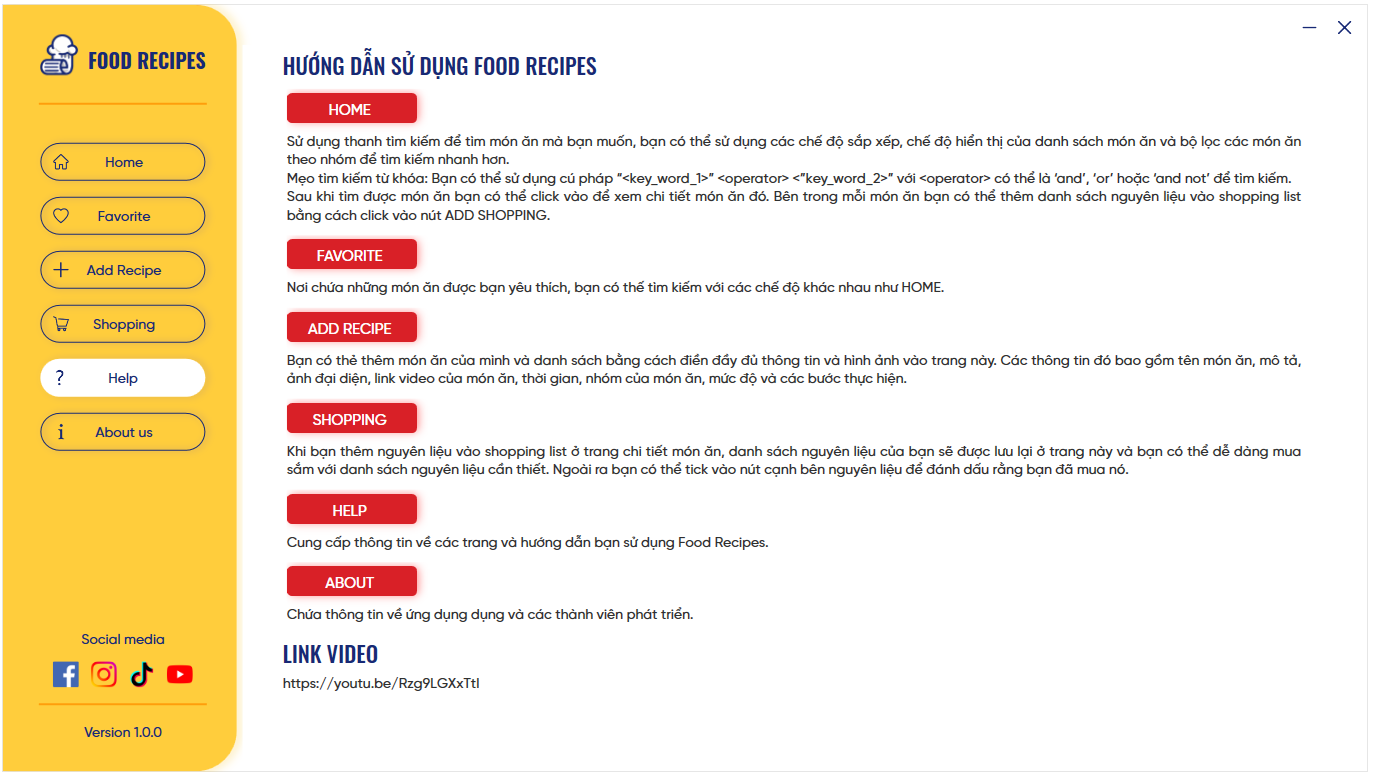 FOOD RECIPES
Home
Favorite
Add Recipe
Shopping
? Help
i About us
Social media
Version 1.0.0
HƯỚNG DẪN SỬ DỤNG FOOD RECIPES
HOME
Sử dụng thanh tìm kiếm để tìm món ăn mà bạn muốn, bạn có thể sử dụng các chế độ sắp xếp, chế độ hiển thị của danh sách món ăn và bộ lọc các món ăn
theo nhóm để tìm kiếm nhanh hơn.
Mẹo tìm kiếm từ khóa: Bạn có thể sử dụng cú pháp “<key_word_1>” <operator> <”key_word_2>” với <operator> có thể là ‘and’, ‘or’ hoặc ‘and not’ để tìm kiếm.
Sau khi tìm được món ăn bạn có thể click vào để xem chi tiết món ăn đó. Bên trong mỗi món ăn bạn có thể thêm danh sách nguyên liệu vào shopping list
bằng cách click vào nút ADD SHOPPING.
FAVORITE
Nơi chứa những món ăn được bạn yêu thích, bạn có thế tìm kiếm với các chế độ khác nhau như HOME.
ADD RECIPE
Bạn có thẻ thêm món ăn của mình và danh sách bằng cách điền đầy đủ thông tin và hình ảnh vào trang này. Các thông tin đó bao gồm tên món ăn, mô tả,
ảnh đại diện, link video của món ăn, thời gian, nhóm của món ăn, mức độ và các bước thực hiện.
SHOPPING
Khi bạn thêm nguyên liệu vào shopping list ở trang chi tiết món ăn, danh sách nguyên liệu của bạn sẽ được lưu lại ở trang này và bạn có thể dễ dàng mua
sắm với danh sách nguyên liệu cần thiết. Ngoài ra bạn có thể tick vào nút cạnh bên nguyên liệu để đánh dấu rằng bạn đã mua nó.
HELP
Cung cấp thông tin về các trang và hướng dẫn bạn sử dụng Food Recipes.
ABOUT
Chứa thông tin về ứng dụng dụng và các thành viên phát triển.
LINK VIDEO
https://youtu.be/Rzg9LGXxTtI